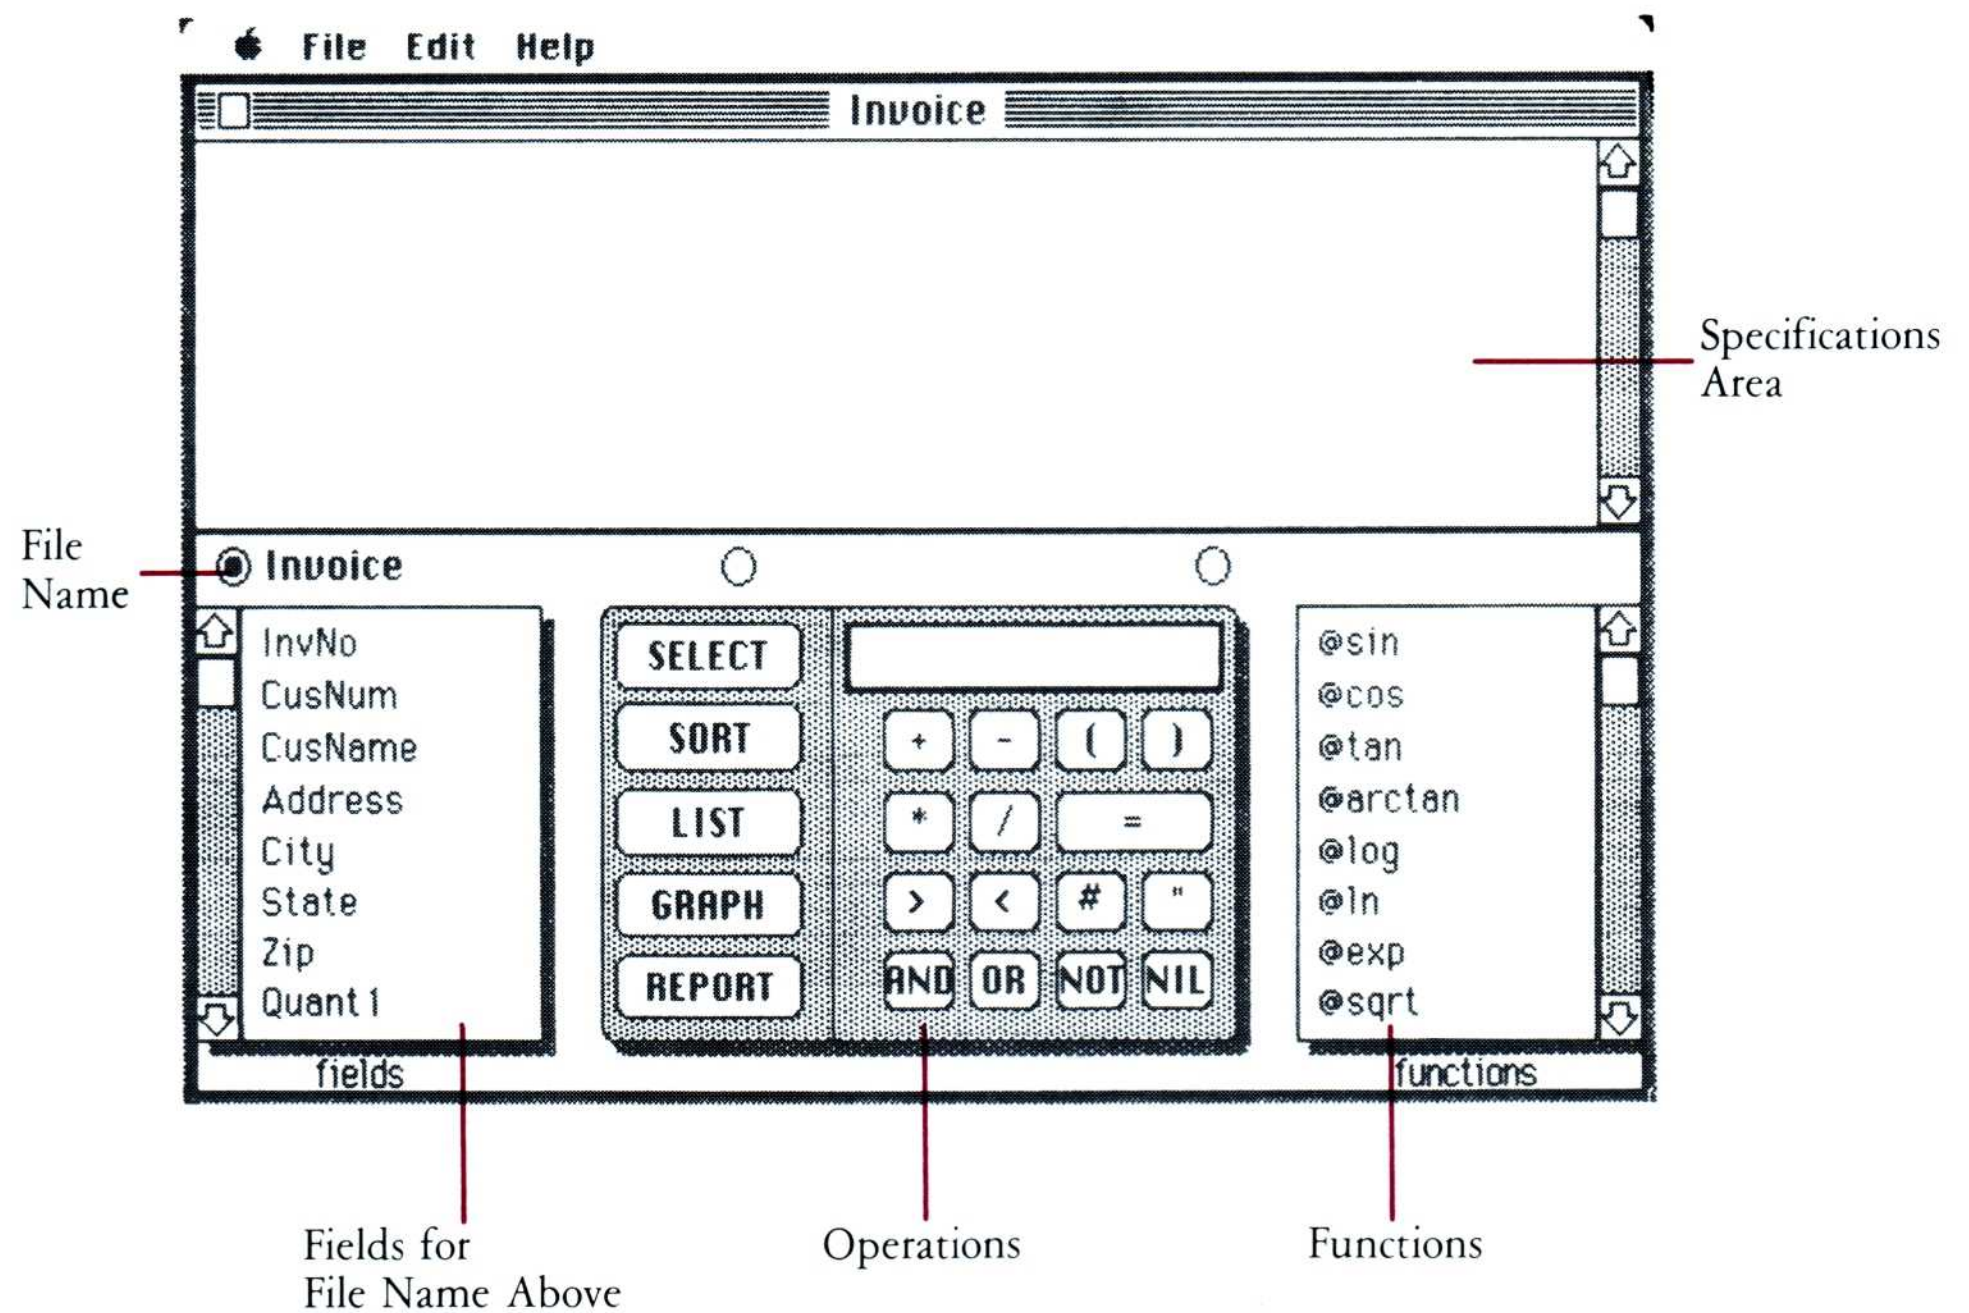 File Edit Help
Invoice
Specifications
Area
File
Name
Invoice
InvNo
CusNum
CusName
Address
City
State
Zip
Quant1
fields
SELECT
SORT
LIST
GRAPH
REPORT
+ - ( )
* / =
> < # "
AND OR NOT NIL
@sin
@cos
@tan
@arctan
@log
@ln
@exp
@sqrt
functions
Fields for
File Name Above
Operations
Functions